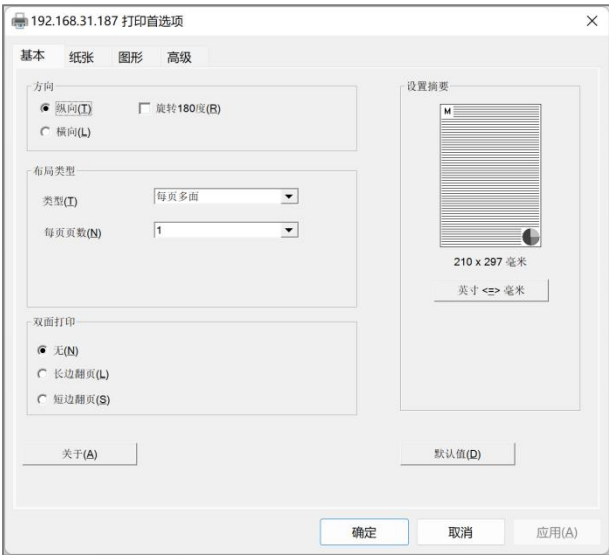 192.168.31.187 打印首选项
基本 纸张 图形 高级
方向
纵向(T) 旋转180度(R)
横向(L)
布局类型
类型(T) 每页多面
每页页数(N) 1
双面打印
无(N)
长边翻页(L)
短边翻页(S)
设置摘要
M
210 x 297 毫米
英寸 <=> 毫米
关于(A) 默认值(D)
确定 取消 应用(A)